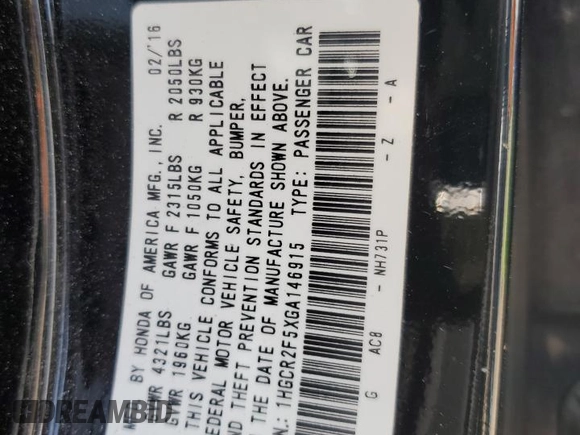 BY HONDA OF AMERICA MFG., INC. 02/'16
GVWR 4321LBS GAWR F 2315LBS R 2050LBS
GVWR 1960KG GAWR F 1050KG R 930KG
THIS VEHICLE CONFORMS TO ALL APPLICABLE
FEDERAL MOTOR VEHICLE SAFETY, BUMPER,
AND THEFT PREVENTION STANDARDS IN EFFECT
THE DATE OF MANUFACTURE SHOWN ABOVE.
N.: 1HGCR2F5XGA146915 TYPE: PASSENGER CAR
G AC8 - NH731P - Z - A
DREAMBID